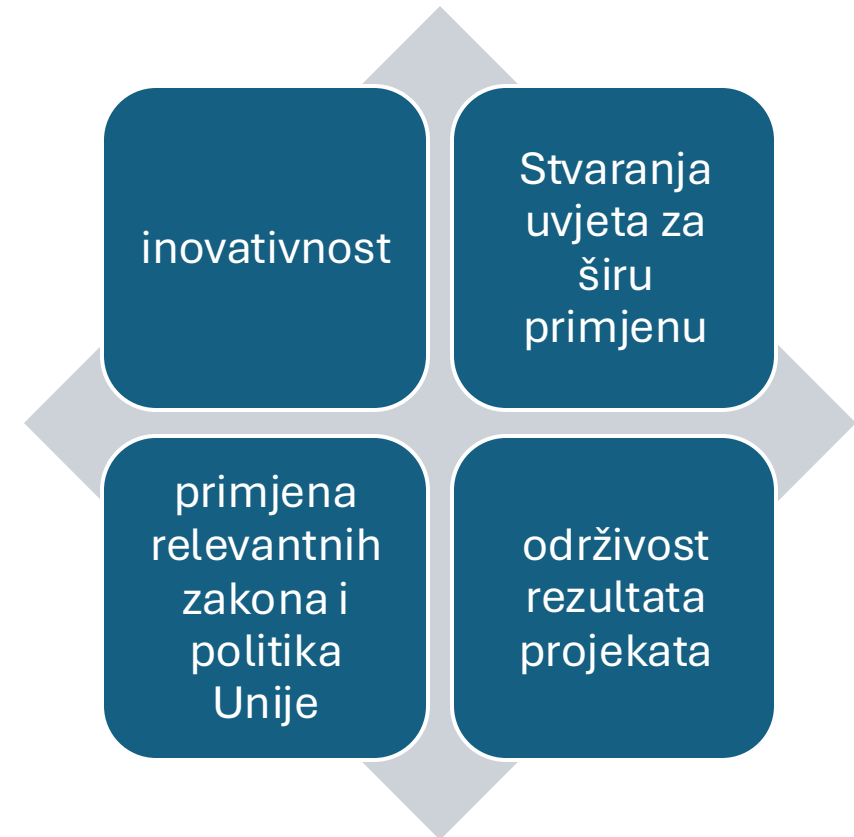 inovativnost
Stvaranja
uvjeta za
širu
primjenu
primjena
relevantnih
zakona i
politika
Unije
održivost
rezultata
projekata